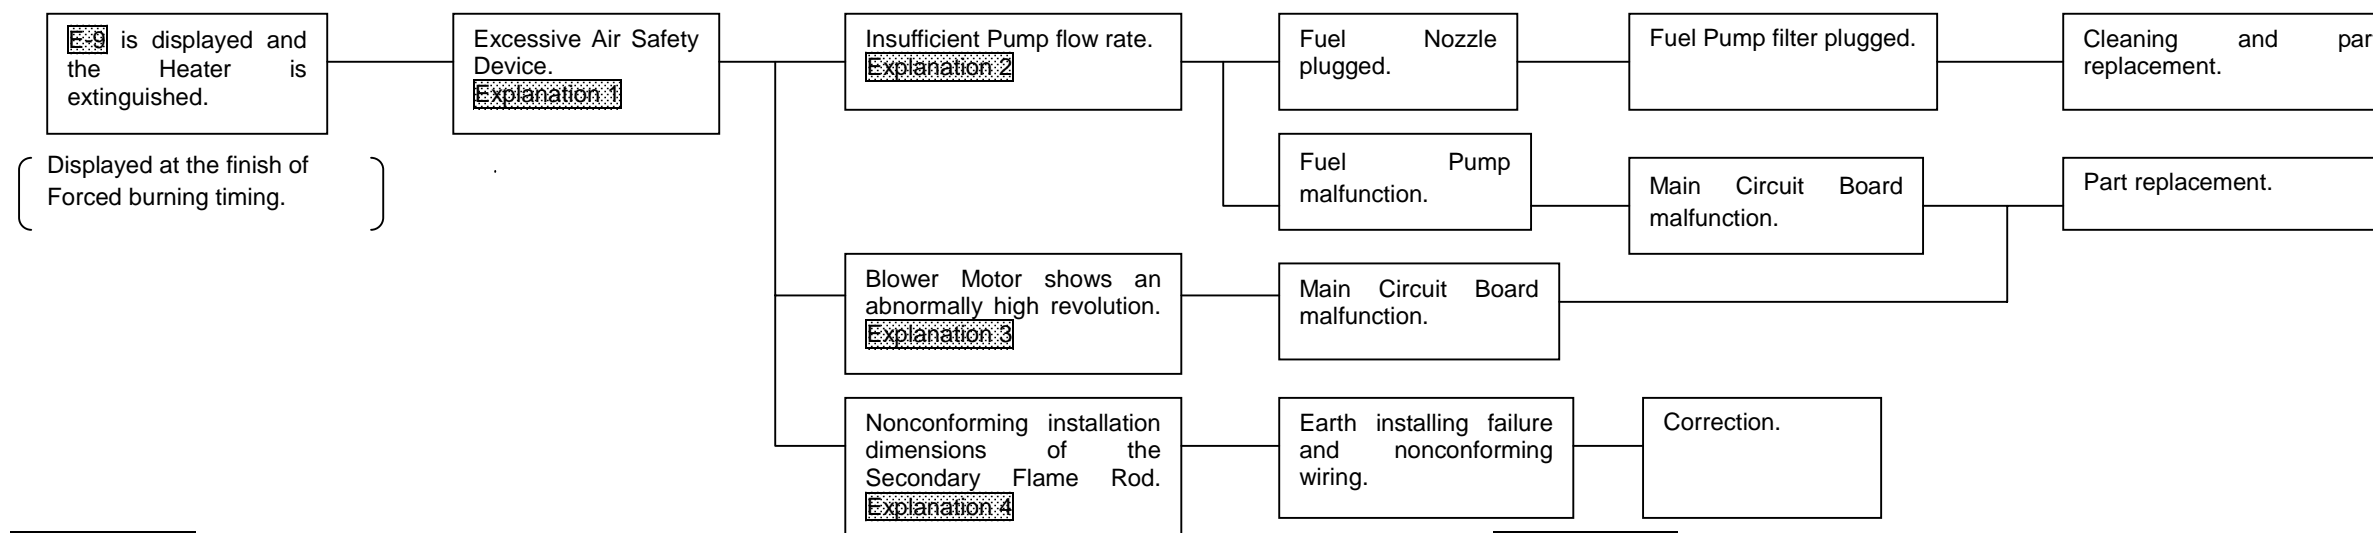 E-9 is displayed and
the Heater is
extinguished.
Displayed at the finish of
Forced burning timing.
Excessive Air Safety
Device.
Explanation 1
Insufficient Pump flow rate.
Explanation 2
Fuel Nozzle
plugged.
Fuel Pump filter plugged.
Cleaning and part
replacement.
Fuel Pump
malfunction.
Main Circuit Board
malfunction.
Part replacement.
Blower Motor shows an
abnormally high revolution.
Explanation 3
Main Circuit Board
malfunction.
Nonconforming installation
dimensions of the
Secondary Flame Rod.
Explanation 4
Earth installing failure
and nonconforming
wiring.
Correction.